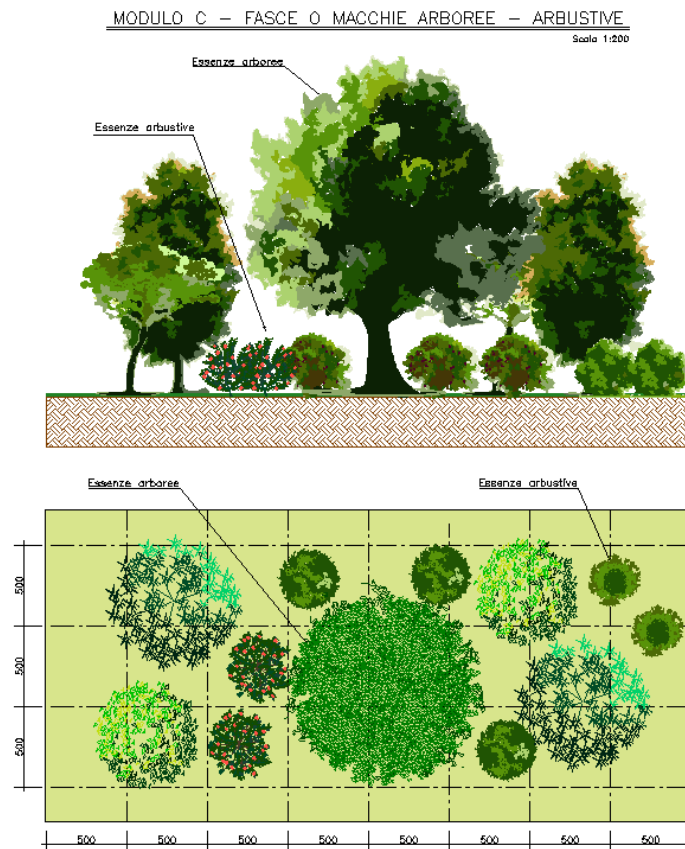 MODULO C – FASCE O MACCHIE ARBOREE – ARBUSTIVE
Scala 1:200
Essenze arboree
Essenze arbustive
Essenze arboree
Essenze arbustive
500
500
500
500 500 500 500 500 500 500 500